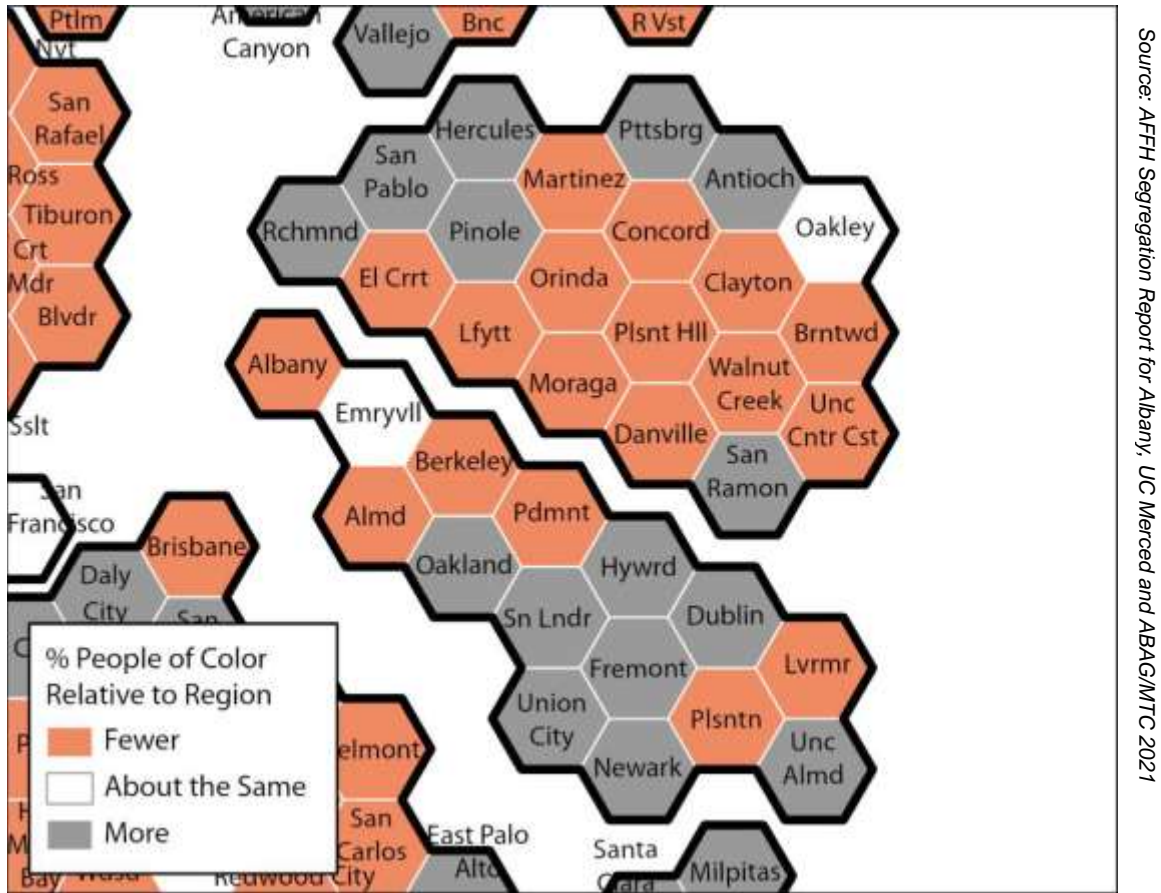 Ptlm
Nvt
American
Canyon
Vallejo
Bnc
R Vst
San
Rafael
Ross
Tiburon
Crt
Mdr
Blvdr
Sslt
San
Francisco
Hercules
Pttsbrg
San
Pablo
Martinez
Antioch
Rchmnd
Pinole
Concord
Oakley
El Crrt
Orinda
Clayton
Lfytt
Plsnt Hll
Brntwd
Moraga
Walnut
Creek
Unc
Cntr Cst
Danville
San
Ramon
Albany
Emryvll
Berkeley
Almd
Pdmnt
Oakland
Hywrd
Sn Lndr
Dublin
Fremont
Lvrmr
Union
City
Plsntn
Newark
Unc
Almd
Brisbane
Daly
City
San
% People of Color
Relative to Region
Fewer
About the Same
More
elmont
San
Carlos
Redwood City
Bay
East Palo
Alto
Santa
Clara
Milpitas
Source: AFFH Segregation Report for Albany, UC Merced and ABAG/MTC 2021